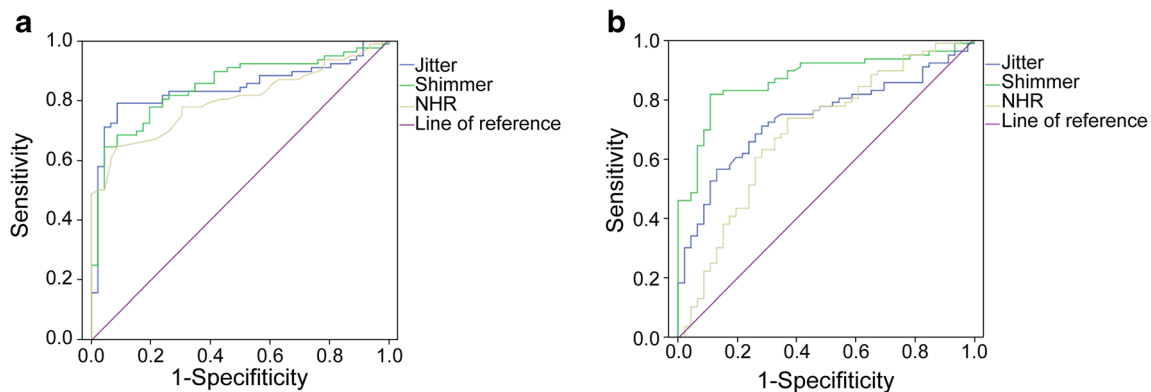 a
1.0
0.8
0.6
0.4
0.2
0.0
Sensitivity
0.0 0.2 0.4 0.6 0.8 1.0
1-Specifiticity
Jitter
Shimmer
NHR
Line of reference
b
1.0
0.8
0.6
0.4
0.2
0.0
Sensitivity
0.0 0.2 0.4 0.6 0.8 1.0
1-Specifiticity
Jitter
Shimmer
NHR
Line of reference